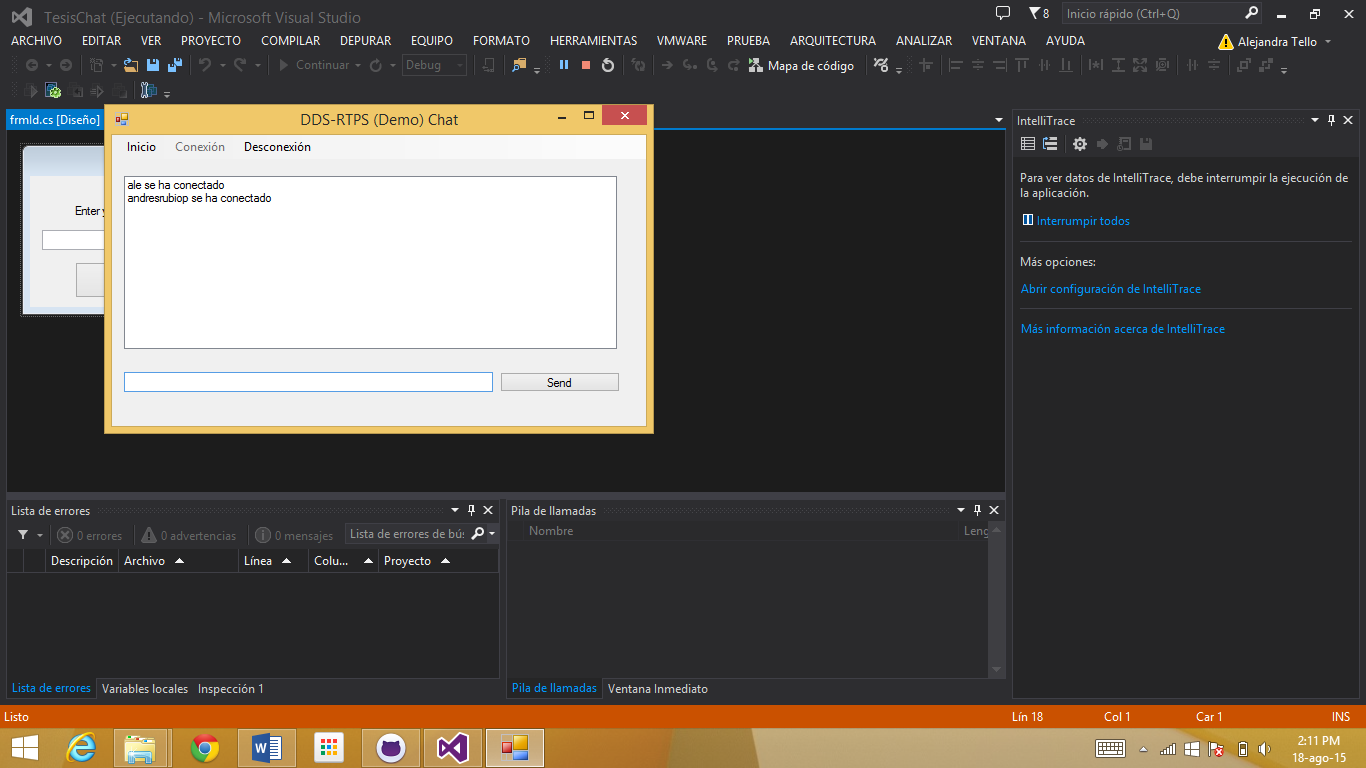 TesisChat (Ejecutando) - Microsoft Visual Studio
8
Inicio rápido (Ctrl+Q)
ARCHIVO EDITAR VER PROYECTO COMPILAR DEPURAR EQUIPO FORMATO HERRAMIENTAS VMWARE PRUEBA ARQUITECTURA ANALIZAR VENTANA AYUDA
Alejandra Tello
Continuar
Debug
Mapa de código
frmId.cs [Diseño]
Enter
DDS-RTPS (Demo) Chat
Inicio Conexión Desconexión
ale se ha conectado
andresrubiop se ha conectado
Send
IntelliTrace
Para ver datos de IntelliTrace, debe interrumpir la ejecución de
la aplicación.
Interrumpir todos
Más opciones:
Abrir configuración de IntelliTrace
Más información acerca de IntelliTrace
Lista de errores
0 errores
0 advertencias
0 mensajes
Lista de errores de bú
Descripción Archivo Línea Colu... Proyecto
Lista de errores Variables locales Inspección 1
Pila de llamadas
Nombre
Leng
Pila de llamadas Ventana Inmediato
Listo
Lín 18 Col 1 Car 1 INS
2:11 PM
18-ago-15